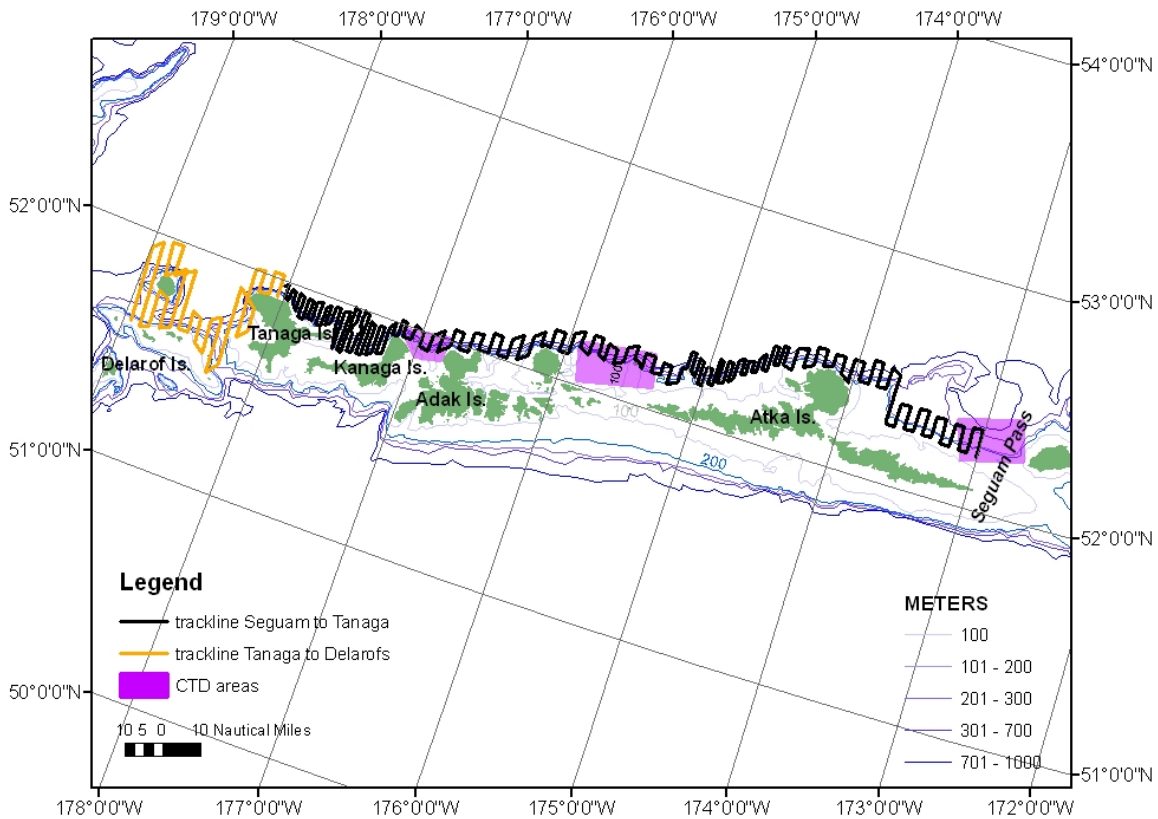 179°0'0"W 178°0'0"W 177°0'0"W 176°0'0"W 175°0'0"W 174°0'0"W
54°0'0"N
52°0'0"N
53°0'0"N
Tanaga Is.
Delarof Is.
Kanaga Is.
100
Adak Is.
100
Atka Is.
Seguam Pass
51°0'0"N
200
52°0'0"N
Legend
trackline Seguam to Tanaga
trackline Tanaga to Delarofs
CTD areas
10 5 0 10 Nautical Miles
METERS
100
101 - 200
201 - 300
301 - 700
701 - 1000
50°0'0"N
51°0'0"N
178°0'0"W 177°0'0"W 176°0'0"W 175°0'0"W 174°0'0"W 173°0'0"W 172°0'0"W